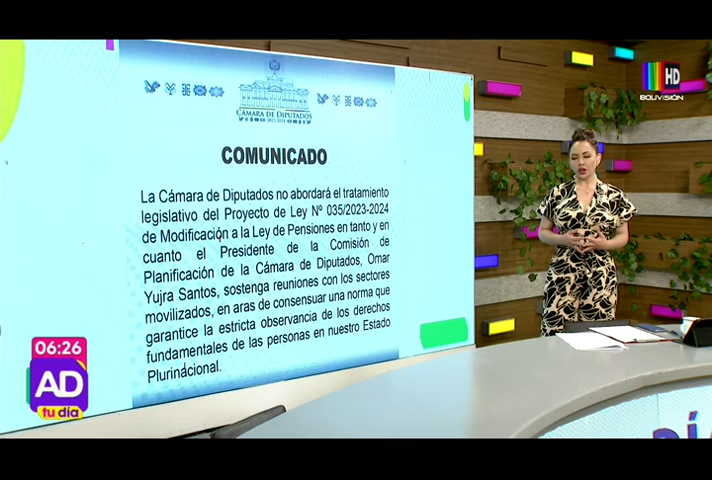 CÁMARA DE DIPUTADOS
2023-2024
COMUNICADO
La Cámara de Diputados no abordará el tratamiento
legislativo del Proyecto de Ley Nº 035/2023-2024
de Modificación a la Ley de Pensiones en tanto y en
cuanto el Presidente de la Comisión de
Planificación de la Cámara de Diputados, Omar
Yujra Santos, sostenga reuniones con los sectores
movilizados, en aras de consensuar una norma que
garantice la estricta observancia de los derechos
fundamentales de las personas en nuestro Estado
Plurinacional.
HD
BOLIVISIÓN
06:26
AD
tu día